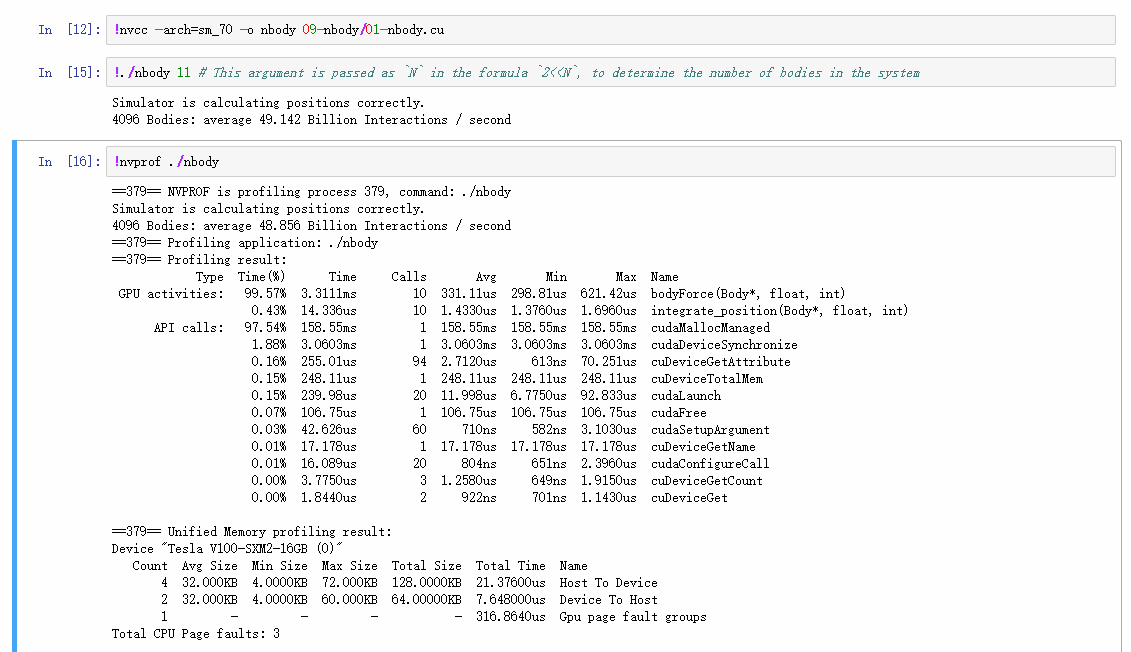 In [12]: !nvcc -arch=sm_70 -o nbody 09-nbody/01-nbody.cu
In [15]: !./nbody 11 # This argument is passed as `N` in the formula `2<<N`, to determine the number of bodies in the system
Simulator is calculating positions correctly.
4096 Bodies: average 49.142 Billion Interactions / second
In [16]: !nvprof ./nbody
==379== NVPROF is profiling process 379, command: ./nbody
Simulator is calculating positions correctly.
4096 Bodies: average 48.856 Billion Interactions / second
==379== Profiling application: ./nbody
==379== Profiling result:
Type Time(%) Time Calls Avg Min Max Name
GPU activities: 99.57% 3.3111ms 10 331.11us 298.81us 621.42us bodyForce(Body*, float, int)
0.43% 14.336us 10 1.4330us 1.3760us 1.6960us integrate_position(Body*, float, int)
API calls: 97.54% 158.55ms 1 158.55ms 158.55ms 158.55ms cudaMallocManaged
1.88% 3.0603ms 1 3.0603ms 3.0603ms 3.0603ms cudaDeviceSynchronize
0.16% 255.01us 94 2.7120us 613ns 70.251us cuDeviceGetAttribute
0.15% 248.11us 1 248.11us 248.11us 248.11us cuDeviceTotalMem
0.15% 239.98us 20 11.998us 6.7750us 92.833us cudaLaunch
0.07% 106.75us 1 106.75us 106.75us 106.75us cudaFree
0.03% 42.626us 60 710ns 582ns 3.1030us cudaSetupArgument
0.01% 17.178us 1 17.178us 17.178us 17.178us cuDeviceGetName
0.01% 16.089us 20 804ns 651ns 2.3960us cudaConfigureCall
0.00% 3.7750us 3 1.2580us 649ns 1.9150us cuDeviceGetCount
0.00% 1.8440us 2 922ns 701ns 1.1430us cuDeviceGet
==379== Unified Memory profiling result:
Device "Tesla V100-SXM2-16GB (0)"
Count Avg Size Min Size Max Size Total Size Total Time Name
4 32.000KB 4.0000KB 72.000KB 128.0000KB 21.37600us Host To Device
2 32.000KB 4.0000KB 60.000KB 64.00000KB 7.648000us Device To Host
1 - - - - 316.8640us Gpu page fault groups
Total CPU Page faults: 3